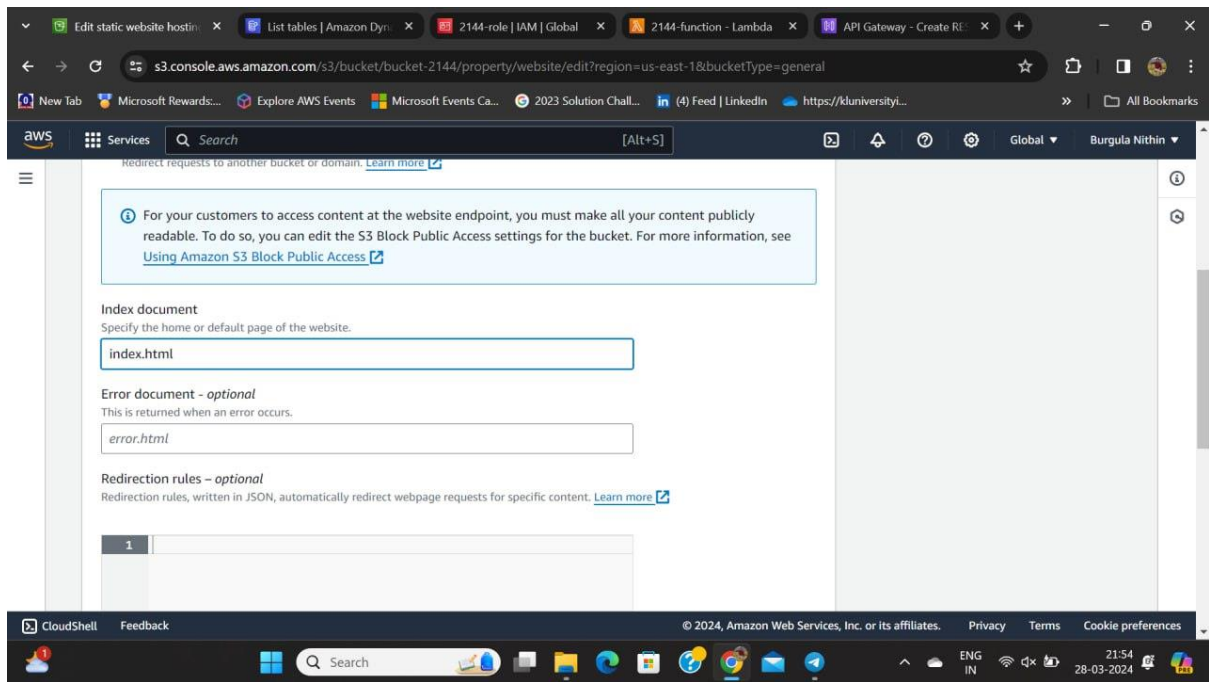 Edit static website hostin
List tables | Amazon Dyn
2144-role | IAM | Global
2144-function - Lambda
API Gateway - Create RE
s3.console.aws.amazon.com/s3/bucket/bucket-2144/property/website/edit?region=us-east-1&bucketType=general
New Tab
Microsoft Rewards:...
Explore AWS Events
Microsoft Events Ca...
2023 Solution Chall...
(4) Feed | LinkedIn
https://kluniversityi...
»
All Bookmarks
aws
Services
Search
[Alt+S]
Global
Burgula Nithin
Redirect requests to another bucket or domain. Learn more
For your customers to access content at the website endpoint, you must make all your content publicly
readable. To do so, you can edit the S3 Block Public Access settings for the bucket. For more information, see
Using Amazon S3 Block Public Access
Index document
Specify the home or default page of the website.
index.html
Error document - optional
This is returned when an error occurs.
error.html
Redirection rules – optional
Redirection rules, written in JSON, automatically redirect webpage requests for specific content. Learn more
1
CloudShell
Feedback
© 2024, Amazon Web Services, Inc. or its affiliates.
Privacy
Terms
Cookie preferences
1
Search
ENG
IN
21:54
28-03-2024
PRE